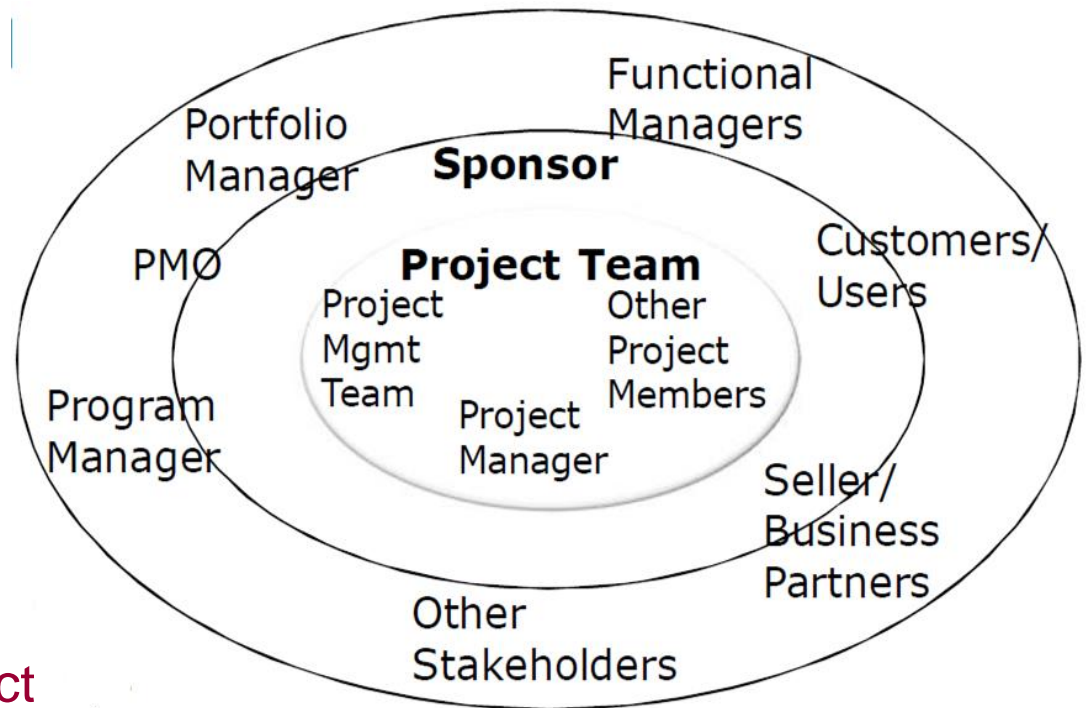 Functional
Managers
Portfolio
Manager
Sponsor
PMO
Customers/
Users
Project Team
Project
Mgmt
Team
Other
Project
Members
Project
Manager
Program
Manager
Seller/
Business
Partners
Other
Stakeholders
ct